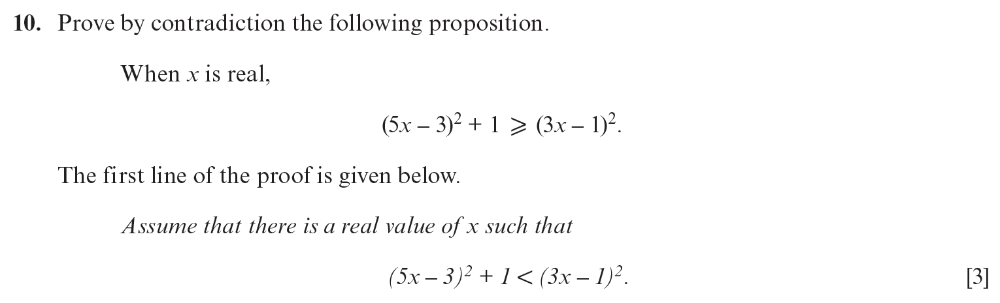 10. Prove by contradiction the following proposition.
When x is real,
(5x – 3)² + 1 ⩾ (3x – 1)².
The first line of the proof is given below.
Assume that there is a real value of x such that
(5x – 3)² + 1 < (3x – 1)². [3]